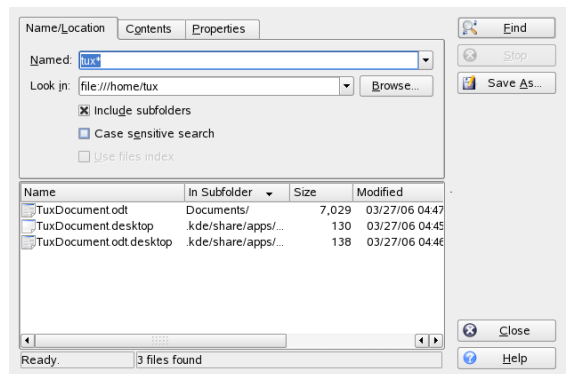 Name/Location Contents Properties
Named: tux*
Look in: file:///home/tux Browse...
Include subfolders
Case sensitive search
Use files index
Find
Stop
Save As...
Name In Subfolder Size Modified
TuxDocument.odt Documents/ 7,029 03/27/06 04:47
TuxDocument.desktop .kde/share/apps/... 130 03/27/06 04:45
TuxDocument.odt.desktop .kde/share/apps/... 138 03/27/06 04:46
Close
Ready. 3 files found
Help